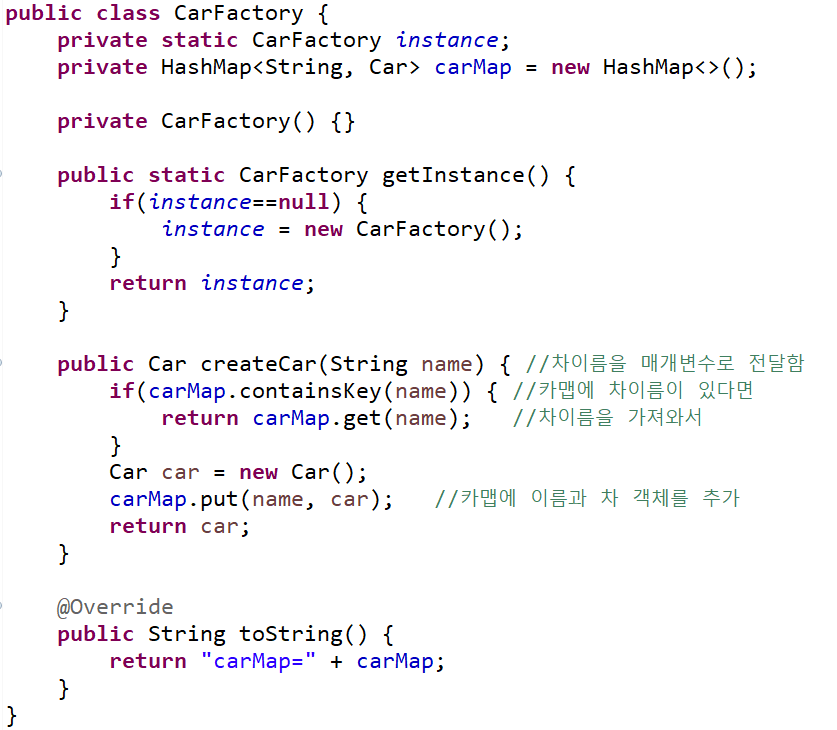 public class CarFactory {
    private static CarFactory instance;
    private HashMap<String, Car> carMap = new HashMap<>();
    private CarFactory() {}
    public static CarFactory getInstance() {
        if(instance==null) {
            instance = new CarFactory();
        }
        return instance;
    }
    public Car createCar(String name) { //차이름을 매개변수로 전달함
        if(carMap.containsKey(name)) { //카맵에 차이름이 있다면
            return carMap.get(name);   //차이름을 가져와서
        }
        Car car = new Car();
        carMap.put(name, car);   //카맵에 이름과 차 객체를 추가
        return car;
    }
    @Override
    public String toString() {
        return "carMap=" + carMap;
    }
}